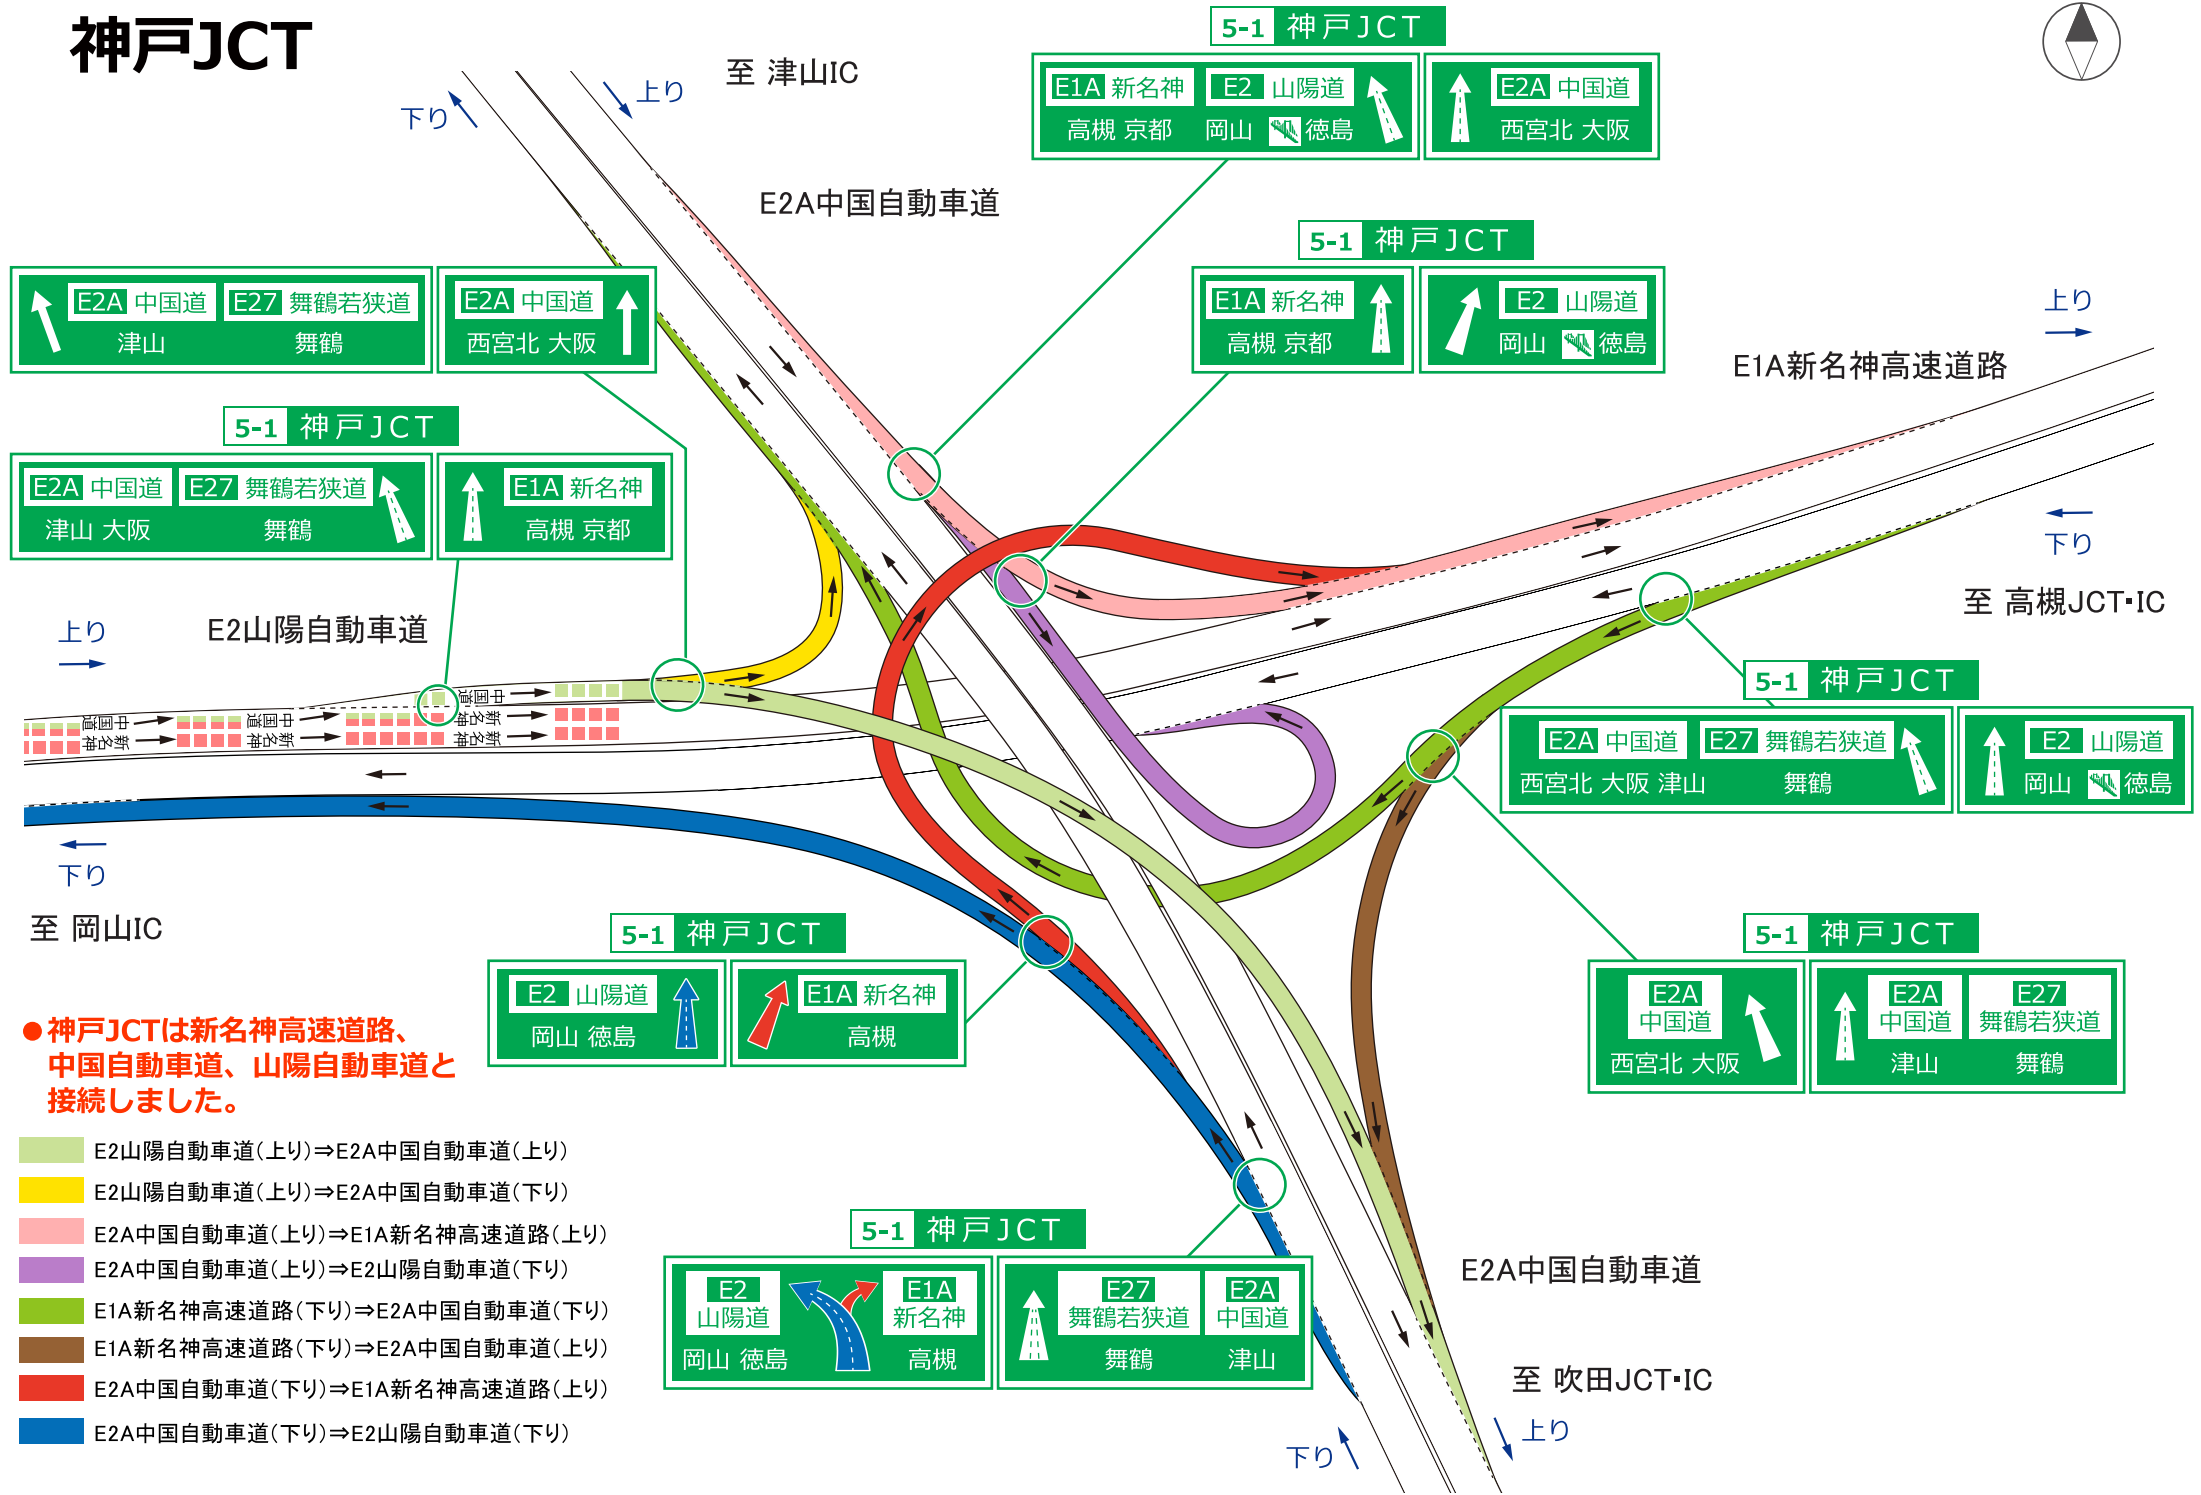 神戸JCT
至 津山IC
下り
上り
E2A中国自動車道
5-1 神戸JCT
E1A 新名神 E2 山陽道
高槻 京都 岡山 徳島
E2A 中国道
西宮北 大阪
5-1 神戸JCT
E1A 新名神
高槻 京都
E2 山陽道
岡山 徳島
E2A 中国道 E27 舞鶴若狭道
津山 舞鶴
E2A 中国道
西宮北 大阪
5-1 神戸JCT
E2A 中国道 E27 舞鶴若狭道
津山 大阪 舞鶴
E1A 新名神
高槻 京都
上り
E1A新名神高速道路
下り
至 高槻JCT・IC
上り
E2山陽自動車道
中国道
中国道
中国道
新名神
新名神
新名神
新名神
下り
至 岡山IC
5-1 神戸JCT
E2A 中国道 E27 舞鶴若狭道
西宮北 大阪 津山 舞鶴
E2 山陽道
岡山 徳島
5-1 神戸JCT
E2 山陽道
岡山 徳島
E1A 新名神
高槻
5-1 神戸JCT
E2A
中国道
西宮北 大阪
E2A E27
中国道 舞鶴若狭道
津山 舞鶴
●神戸JCTは新名神高速道路、
中国自動車道、山陽自動車道と
接続しました。
E2山陽自動車道(上り)⇒E2A中国自動車道(上り)
E2山陽自動車道(上り)⇒E2A中国自動車道(下り)
E2A中国自動車道(上り)⇒E1A新名神高速道路(上り)
E2A中国自動車道(上り)⇒E2山陽自動車道(下り)
E1A新名神高速道路(下り)⇒E2A中国自動車道(下り)
E1A新名神高速道路(下り)⇒E2A中国自動車道(上り)
E2A中国自動車道(下り)⇒E1A新名神高速道路(上り)
E2A中国自動車道(下り)⇒E2山陽自動車道(下り)
5-1 神戸JCT
E2 E1A
山陽道 新名神
岡山 徳島 高槻
E27 E2A
舞鶴若狭道 中国道
舞鶴 津山
E2A中国自動車道
至 吹田JCT・IC
上り
下り